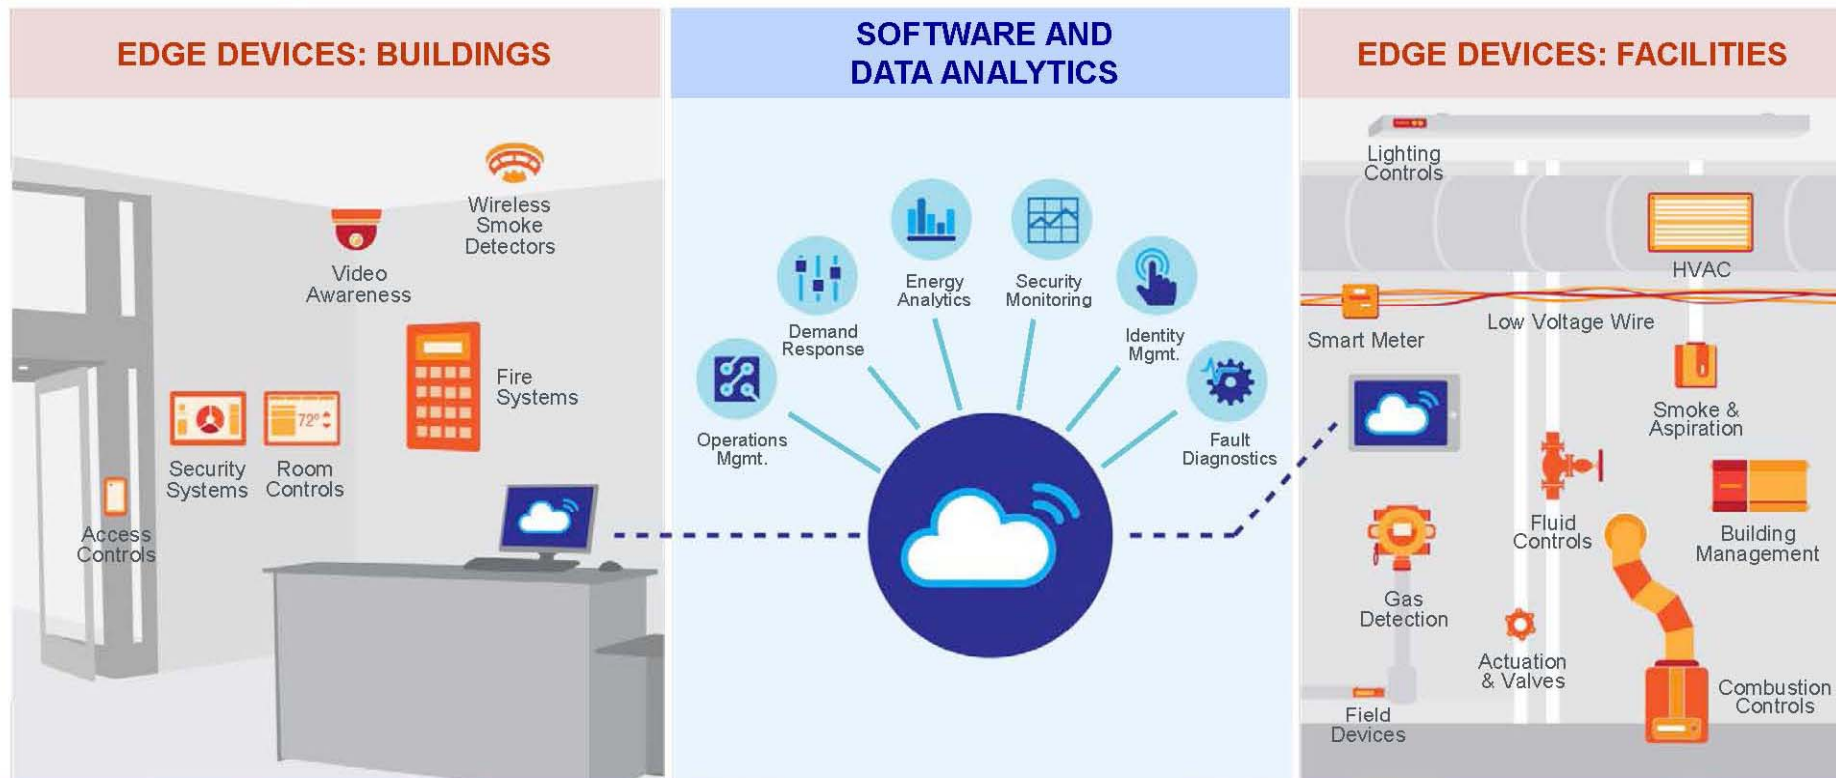 EDGE DEVICES: BUILDINGS
Wireless
Smoke
Detectors
Video
Awareness
Fire
Systems
72°
Security
Systems
Room
Controls
Access
Controls
SOFTWARE AND
DATA ANALYTICS
Energy
Analytics
Security
Monitoring
Demand
Response
Identity
Mgmt.
Operations
Mgmt.
Fault
Diagnostics
EDGE DEVICES: FACILITIES
Lighting
Controls
HVAC
Smart Meter
Low Voltage Wire
Smoke &
Aspiration
Fluid
Controls
Building
Management
Gas
Detection
Actuation
& Valves
Combustion
Controls
Field
Devices